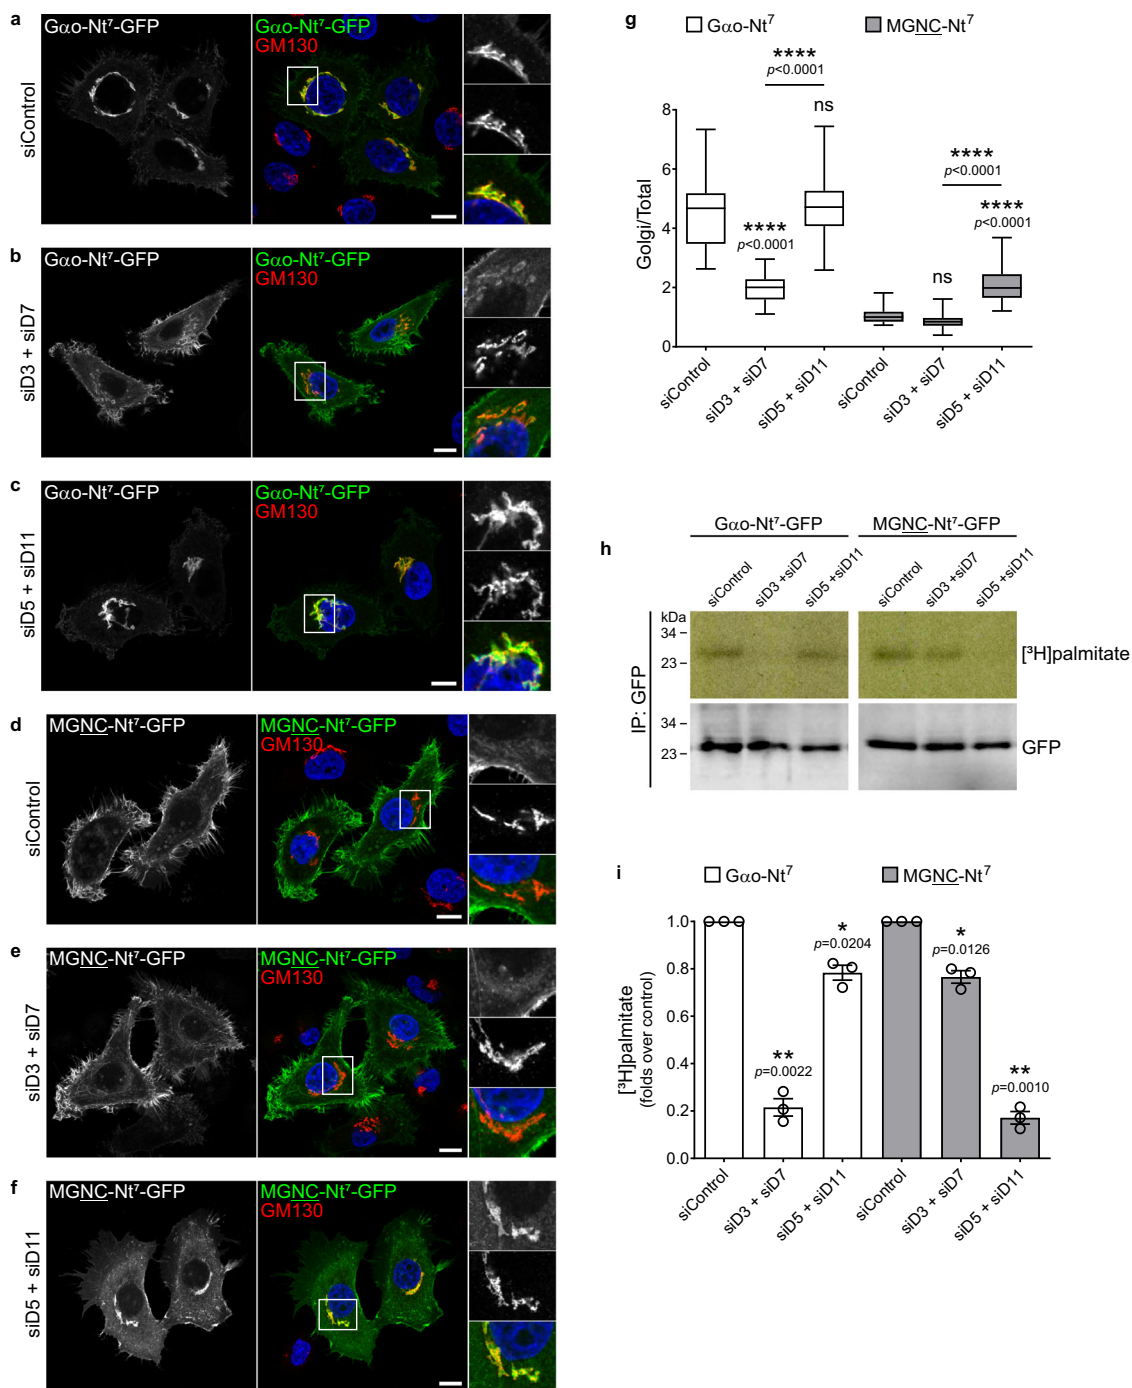 a
siControl
Gαo-Nt⁷-GFP
Gαo-Nt⁷-GFP
GM130
b
siD3 + siD7
Gαo-Nt⁷-GFP
Gαo-Nt⁷-GFP
GM130
c
siD5 + siD11
Gαo-Nt⁷-GFP
Gαo-Nt⁷-GFP
GM130
d
siControl
MGNC-Nt⁷-GFP
MGNC-Nt⁷-GFP
GM130
e
siD3 + siD7
MGNC-Nt⁷-GFP
MGNC-Nt⁷-GFP
GM130
f
siD5 + siD11
MGNC-Nt⁷-GFP
MGNC-Nt⁷-GFP
GM130
g
Gαo-Nt⁷
MGNC-Nt⁷
****
p<0.0001
ns
****
p<0.0001
****
p<0.0001
ns
****
p<0.0001
Golgi/Total
8
6
4
2
0
siControl
siD3 + siD7
siD5 + siD11
siControl
siD3 + siD7
siD5 + siD11
h
Gαo-Nt⁷-GFP
MGNC-Nt⁷-GFP
siControl
siD3 +siD7
siD5 +siD11
siControl
siD3 +siD7
siD5 +siD11
IP: GFP
kDa
34
23
[³H]palmitate
34
23
GFP
i
Gαo-Nt⁷
MGNC-Nt⁷
[³H]palmitate
(folds over control)
1.0
0.8
0.6
0.4
0.2
0.0
**
p=0.0022
*
p=0.0204
*
p=0.0126
**
p=0.0010
siControl
siD3 + siD7
siD5 + siD11
siControl
siD3 + siD7
siD5 + siD11